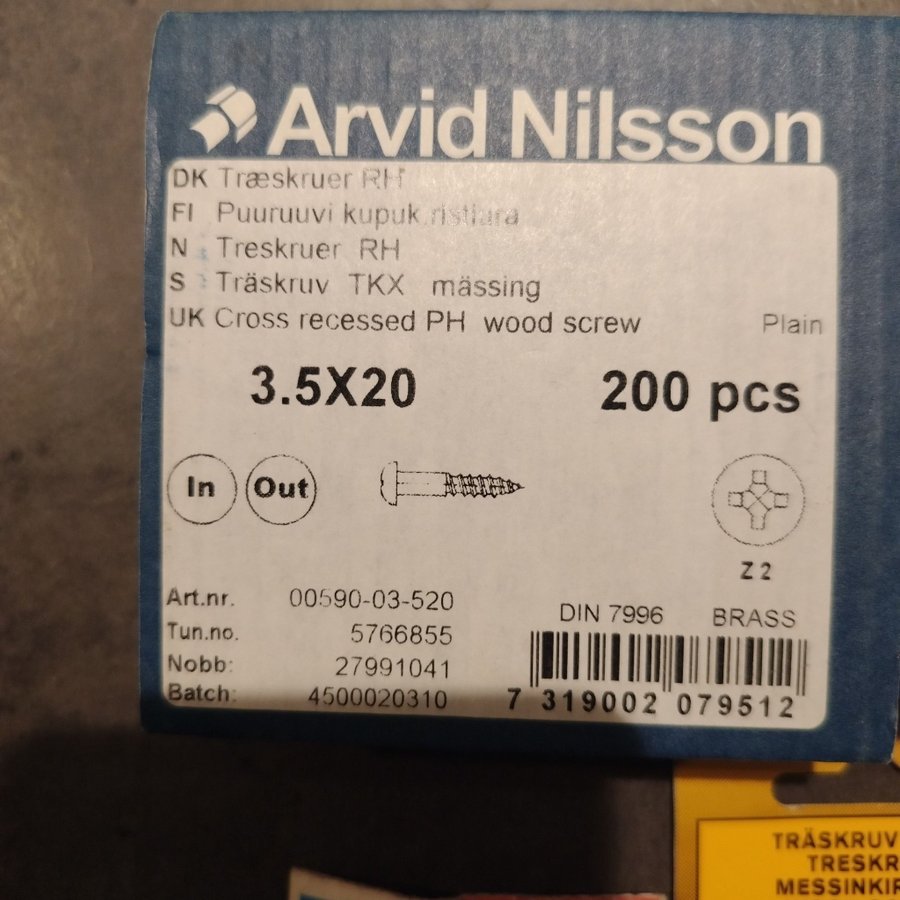 Arvid Nilsson
DK Træskruer RH
FI Puuruuvi kupuk.ristiura
N Treskruer RH
S Träskruv TKX mässing
UK Cross recessed PH wood screw Plain
3.5X20 200 pcs
In Out
Z 2
Art.nr. 00590-03-520
Tun.no. 5766855
Nobb: 27991041
Batch: 4500020310
DIN 7996 BRASS
7 319002 079512
TRÄSKRUV
TRESKR
MESSINKIR